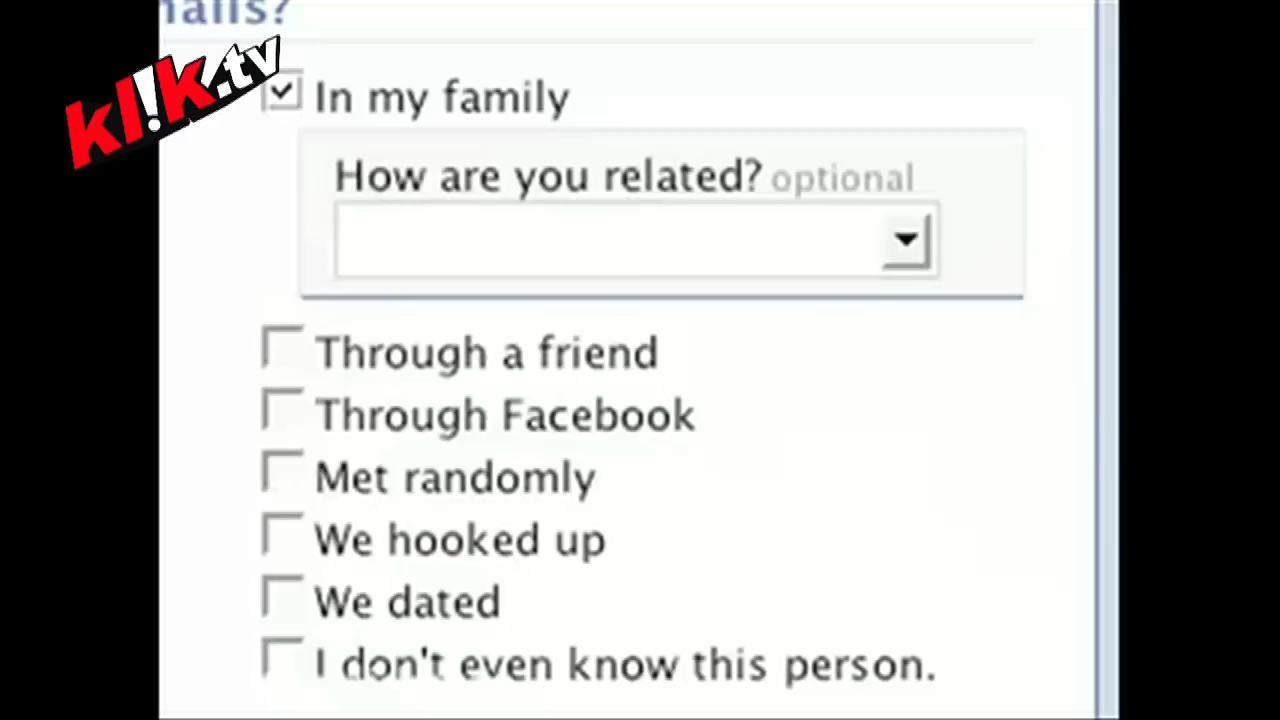 kl!k!.tv
In my family
How are you related? optional
Through a friend
Through Facebook
Met randomly
We hooked up
We dated
I don't even know this person.